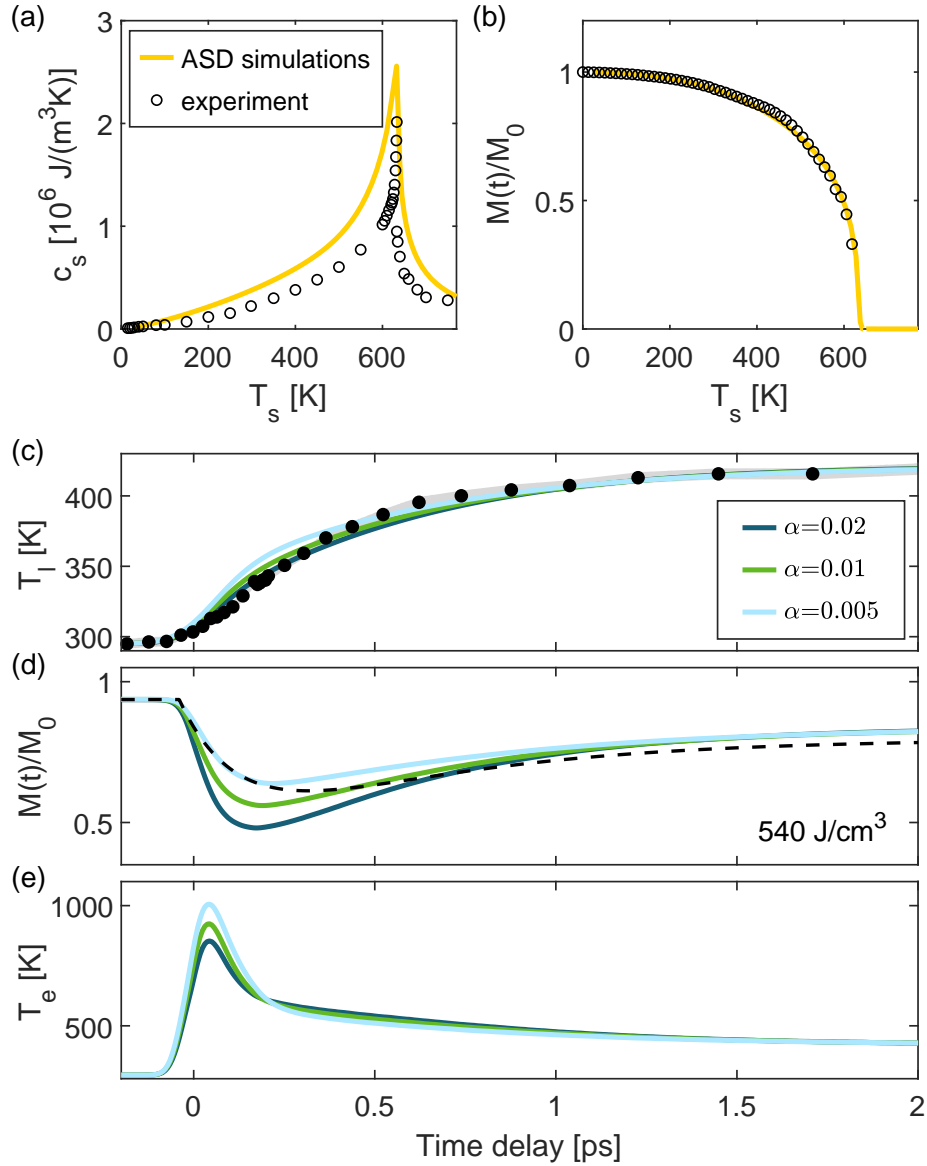 (a)
(b)
3
2
1
0
c_s [10^6 J/(m^3K)]
ASD simulations
experiment
0 200 400 600
T_s [K]
1
0.5
0
M(t)/M_0
0 200 400 600
T_s [K]
(c)
400
350
300
T_l [K]
α=0.02
α=0.01
α=0.005
(d)
1
0.5
M(t)/M_0
540 J/cm^3
(e)
1000
500
T_e [K]
0 0.5 1 1.5 2
Time delay [ps]